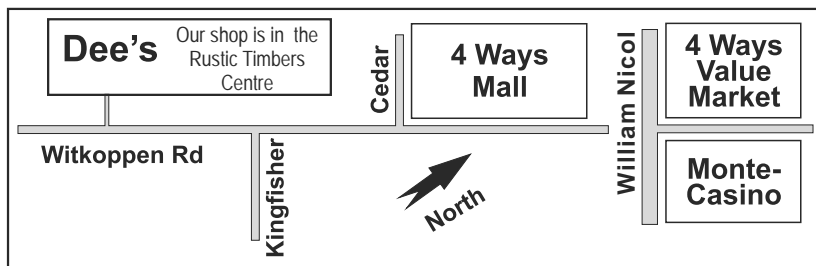 Dee's
Our shop is in the
Rustic Timbers
Centre
Cedar
4 Ways
Mall
William Nicol
4 Ways
Value
Market
Witkoppen Rd
Kingfisher
North
Monte-
Casino